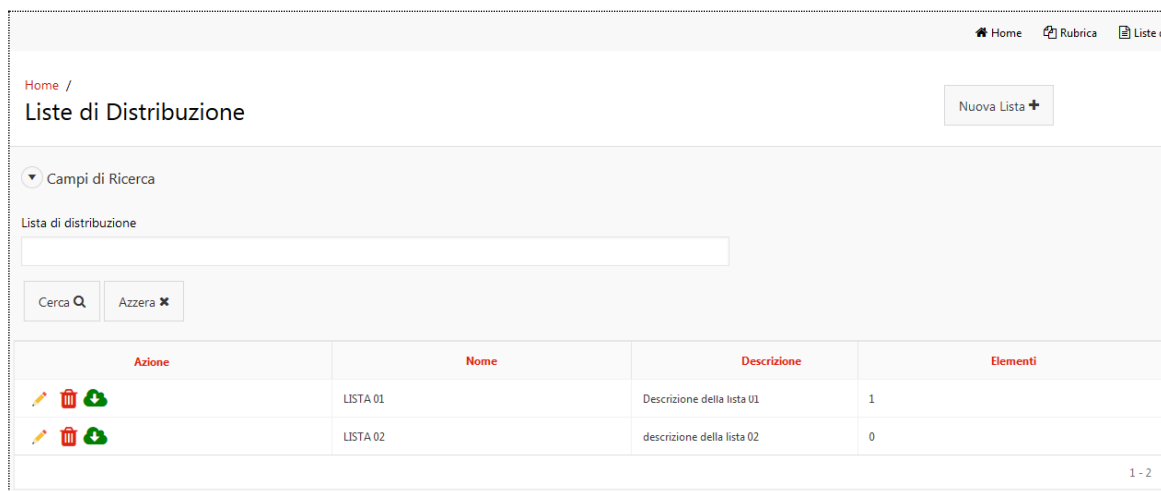 Home Rubrica Liste
Home /
Liste di Distribuzione
Nuova Lista
Campi di Ricerca
Lista di distribuzione
Cerca Azzera
Azione Nome Descrizione Elementi
LISTA 01 Descrizione della lista 01 1
LISTA 02 descrizione della lista 02 0
1 - 2